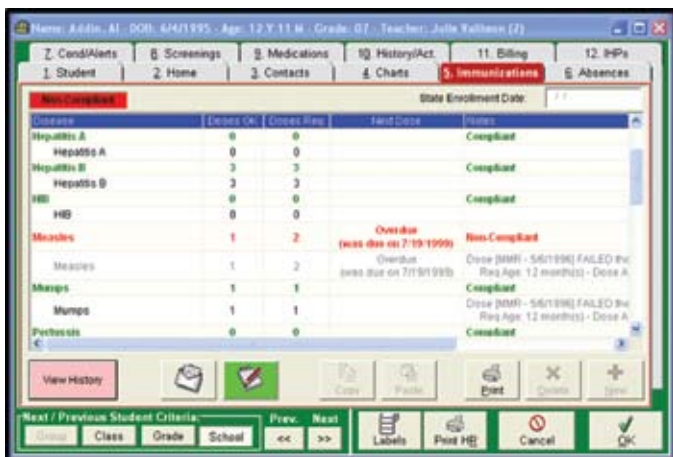 Name: Addin, Al - DOB: 6/4/1995 - Age: 12 Y 11 M - Grade: 07 - Teacher: Julie (2)
7. Cond/Alerts 8. Screenings 9. Medications 10. History/Act. 11. Billing 12. IHPs
1. Student 2. Home 3. Contacts 4. Charts 5. Immunizations 6. Absences
Non-Compliant State Enrollment Date: / /
Disease Doses OK Doses Req Next Dose Notes
Hepatitis A 0 0 Compliant
Hepatitis A 0 0
Hepatitis B 3 3 Compliant
Hepatitis B 3 3
HIB 0 0 Compliant
HIB 0 0
Measles 1 2 Overdue (was due on 7/19/1999) Non-Compliant
Measles 1 2 Overdue (was due on 7/19/1999) Dose [MMR - 5/6/1996] FAILED the
Req Age: 12 month(s) - Dose A
Mumps 1 1 Compliant
Mumps 1 1 Dose [MMR - 5/6/1996] FAILED the
Req Age: 12 month(s) - Dose A
Pertussis 0 0 Compliant
View History Copy Paste Print Delete New
Next / Previous Student Criteria: Prev. Next
Group Class Grade School << >> Labels Print HR Cancel OK